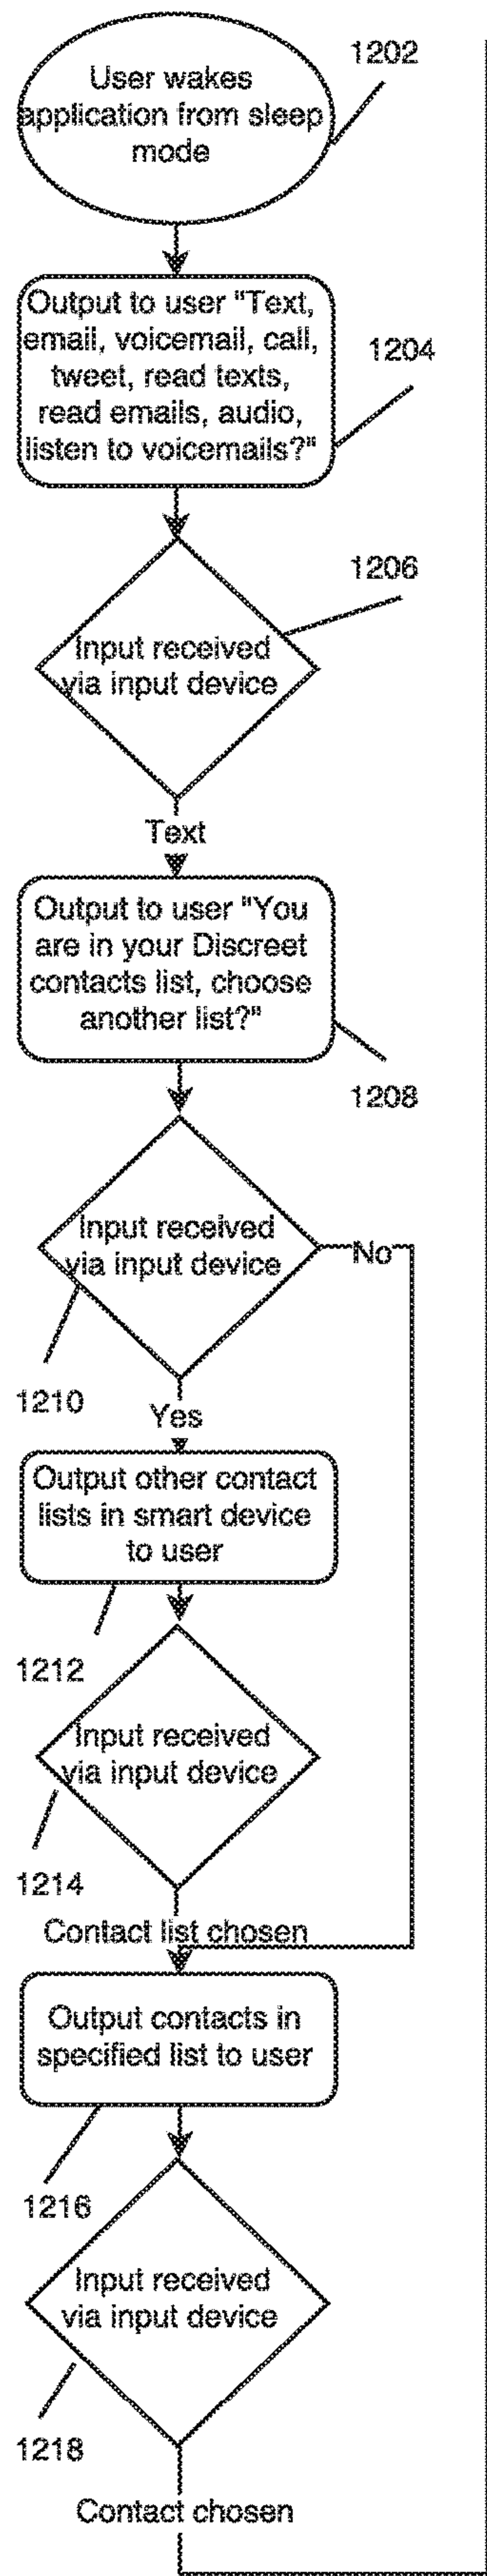 1202
User wakes
application from sleep
mode
Output to user "Text,
email, voicemail, call,
tweet, read texts,
read emails, audio,
listen to voicemails?"
1204
1206
Input received
via input device
Text
Output to user "You
are in your Discreet
contacts list, choose
another list?"
1208
Input received
via input device
No
1210
Yes
Output other contact
lists in smart device
to user
1212
Input received
via input device
1214
Contact list chosen
Output contacts in
specified list to user
1216
Input received
via input device
1218
Contact chosen